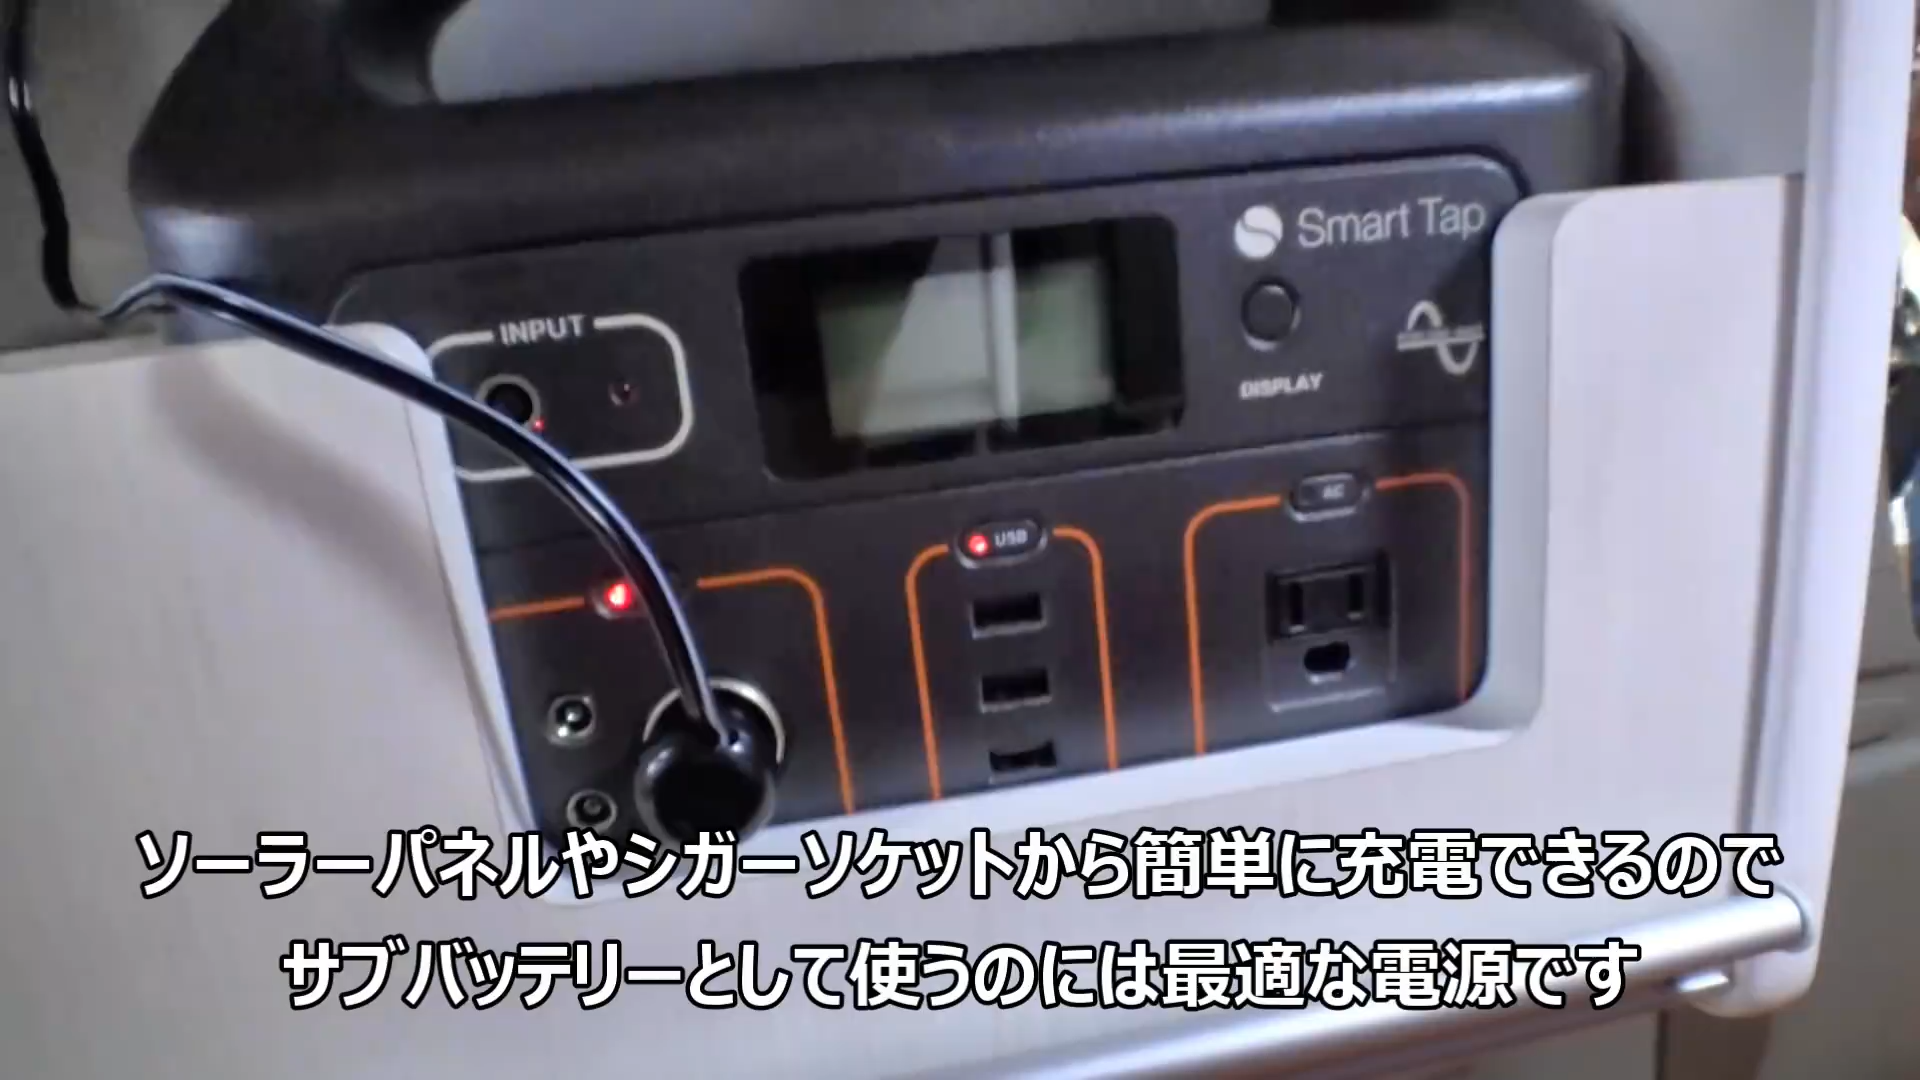 Smart Tap
INPUT
DISPLAY
AC
USB
ソーラーパネルやシガーソケットから簡単に充電できるので
サブバッテリーとして使うのには最適な電源です